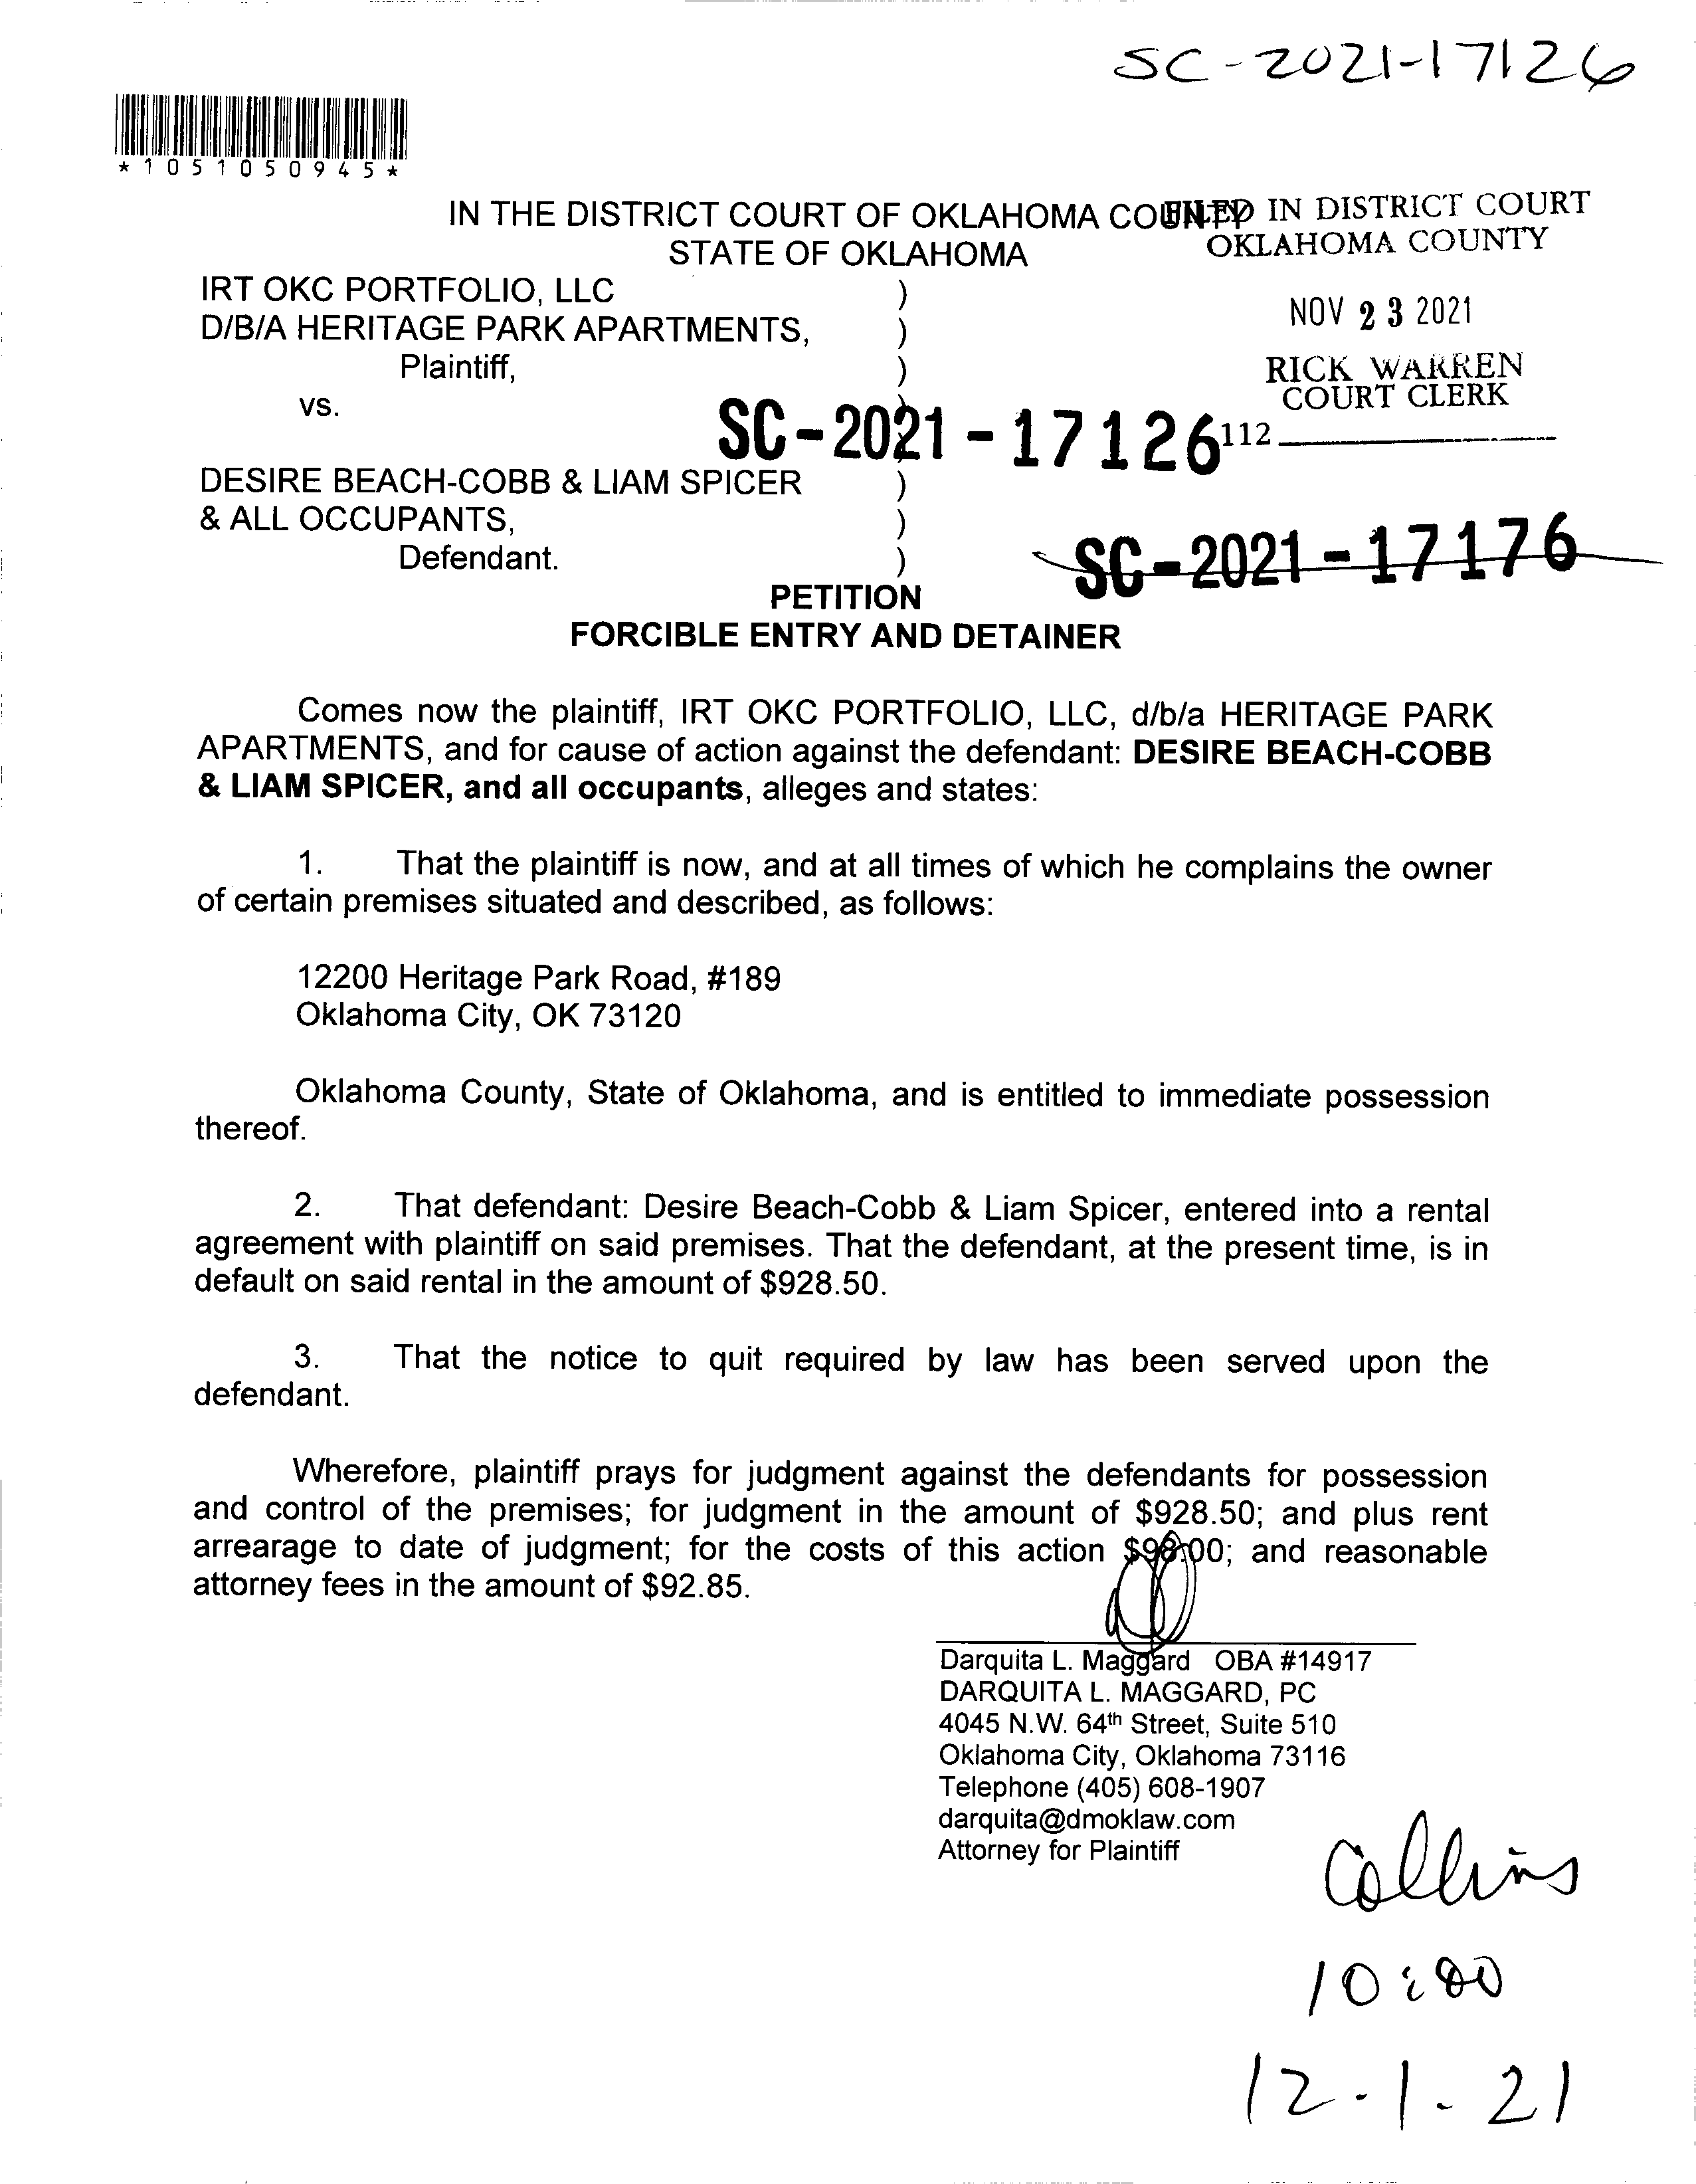 SC-2021-17126
*1051050945*
IN THE DISTRICT COURT OF OKLAHOMA COUNTY
FILED IN DISTRICT COURT
STATE OF OKLAHOMA
OKLAHOMA COUNTY
IRT OKC PORTFOLIO, LLC )
D/B/A HERITAGE PARK APARTMENTS, )
NOV 23 2021
Plaintiff, )
RICK WARREN
COURT CLERK
vs. )
SC-2021-17126
112
DESIRE BEACH-COBB & LIAM SPICER )
& ALL OCCUPANTS, )
Defendant. )
SC-2021-17176
PETITION
FORCIBLE ENTRY AND DETAINER
Comes now the plaintiff, IRT OKC PORTFOLIO, LLC, d/b/a HERITAGE PARK
APARTMENTS, and for cause of action against the defendant: DESIRE BEACH-COBB
& LIAM SPICER, and all occupants, alleges and states:
1. That the plaintiff is now, and at all times of which he complains the owner
of certain premises situated and described, as follows:
12200 Heritage Park Road, #189
Oklahoma City, OK 73120
Oklahoma County, State of Oklahoma, and is entitled to immediate possession
thereof.
2. That defendant: Desire Beach-Cobb & Liam Spicer, entered into a rental
agreement with plaintiff on said premises. That the defendant, at the present time, is in
default on said rental in the amount of $928.50.
3. That the notice to quit required by law has been served upon the
defendant.
Wherefore, plaintiff prays for judgment against the defendants for possession
and control of the premises; for judgment in the amount of $928.50; and plus rent
arrearage to date of judgment; for the costs of this action $98.00; and reasonable
attorney fees in the amount of $92.85.
Darquita L. Maggard OBA #14917
DARQUITA L. MAGGARD, PC
4045 N.W. 64th Street, Suite 510
Oklahoma City, Oklahoma 73116
Telephone (405) 608-1907
darquita@dmoklaw.com
Attorney for Plaintiff
Collins
10:00
12-1-21